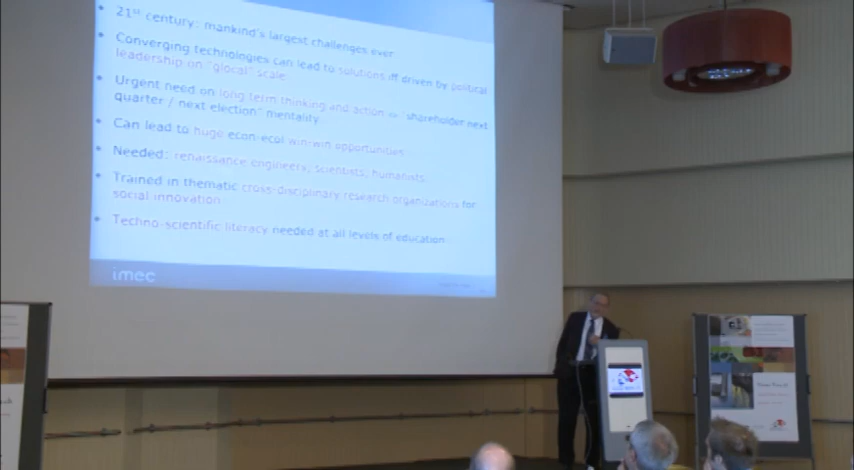 21st century: mankind's largest challenges ever
Converging technologies can lead to solutions iff driven by political
leadership on "glocal" scale
Urgent need on long term thinking and action ↔ "shareholder next
quarter / next election" mentality
Can lead to huge econ-ecol win-win opportunities
Needed: renaissance engineers, scientists, humanists.
Trained in thematic cross-disciplinary research organizations for
social innovation
Techno-scientific literacy needed at all levels of education
imec